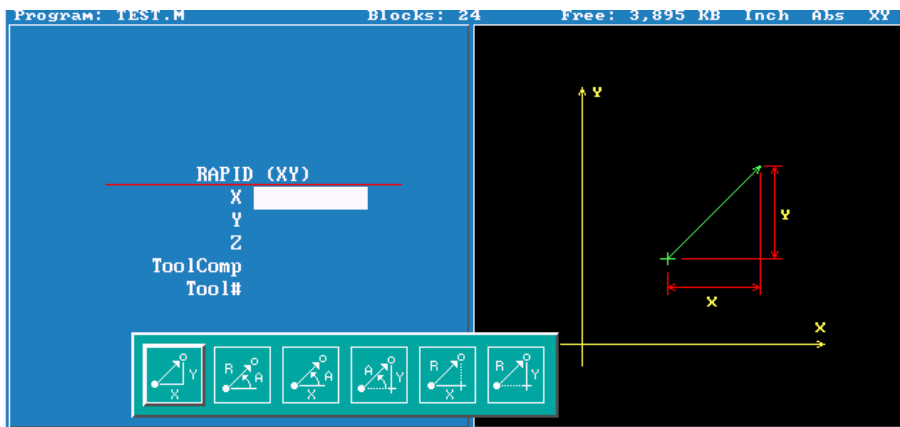 Program: TEST.M Blocks: 24 Free: 3,895 KB Inch Abs XY
RAPID (XY)
X
Y
Z
ToolComp
Tool#
Y
Y
X
X
Y
X
R
A
A
X
A
Y
R
X
R
Y